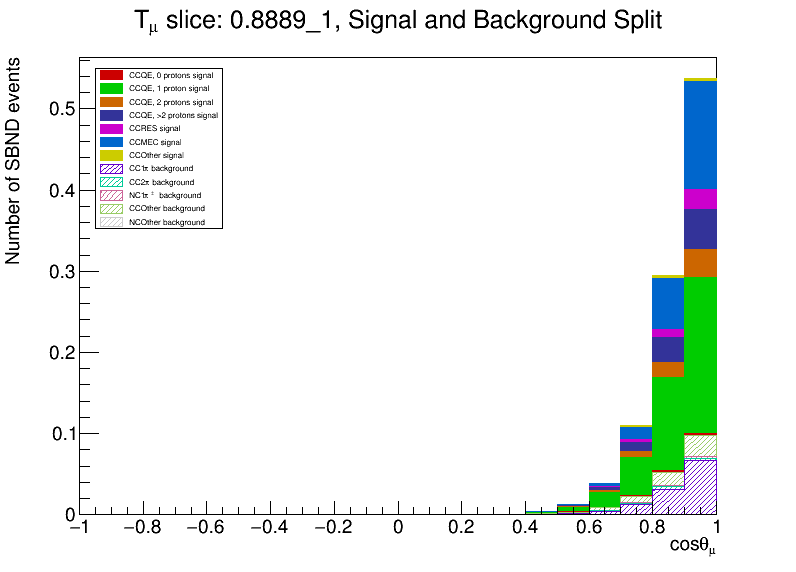 Tμ slice: 0.8889_1, Signal and Background Split
Number of SBND events
CCQE, 0 protons signal
CCQE, 1 proton signal
CCQE, 2 protons signal
CCQE, >2 protons signal
CCRES signal
CCMEC signal
CCOther signal
CC1π background
CC2π background
NC1π ± background
CCOther background
NCOther background
0.5
0.4
0.3
0.2
0.1
0
−1 −0.8 −0.6 −0.4 −0.2 0 0.2 0.4 0.6 0.8 1
cosθμ